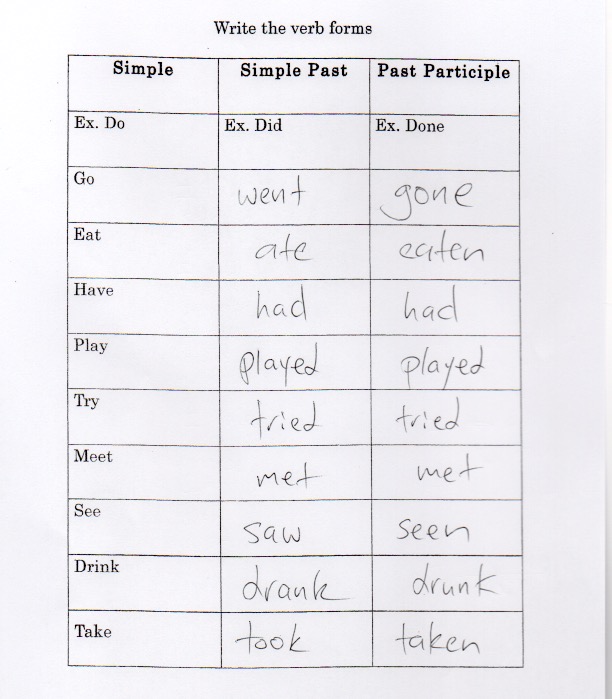 Write the verb forms
Simple Simple Past Past Participle
Ex. Do Ex. Did Ex. Done
Go went gone
Eat ate eaten
Have had had
Play played played
Try tried tried
Meet met met
See saw seen
Drink drank drunk
Take took taken